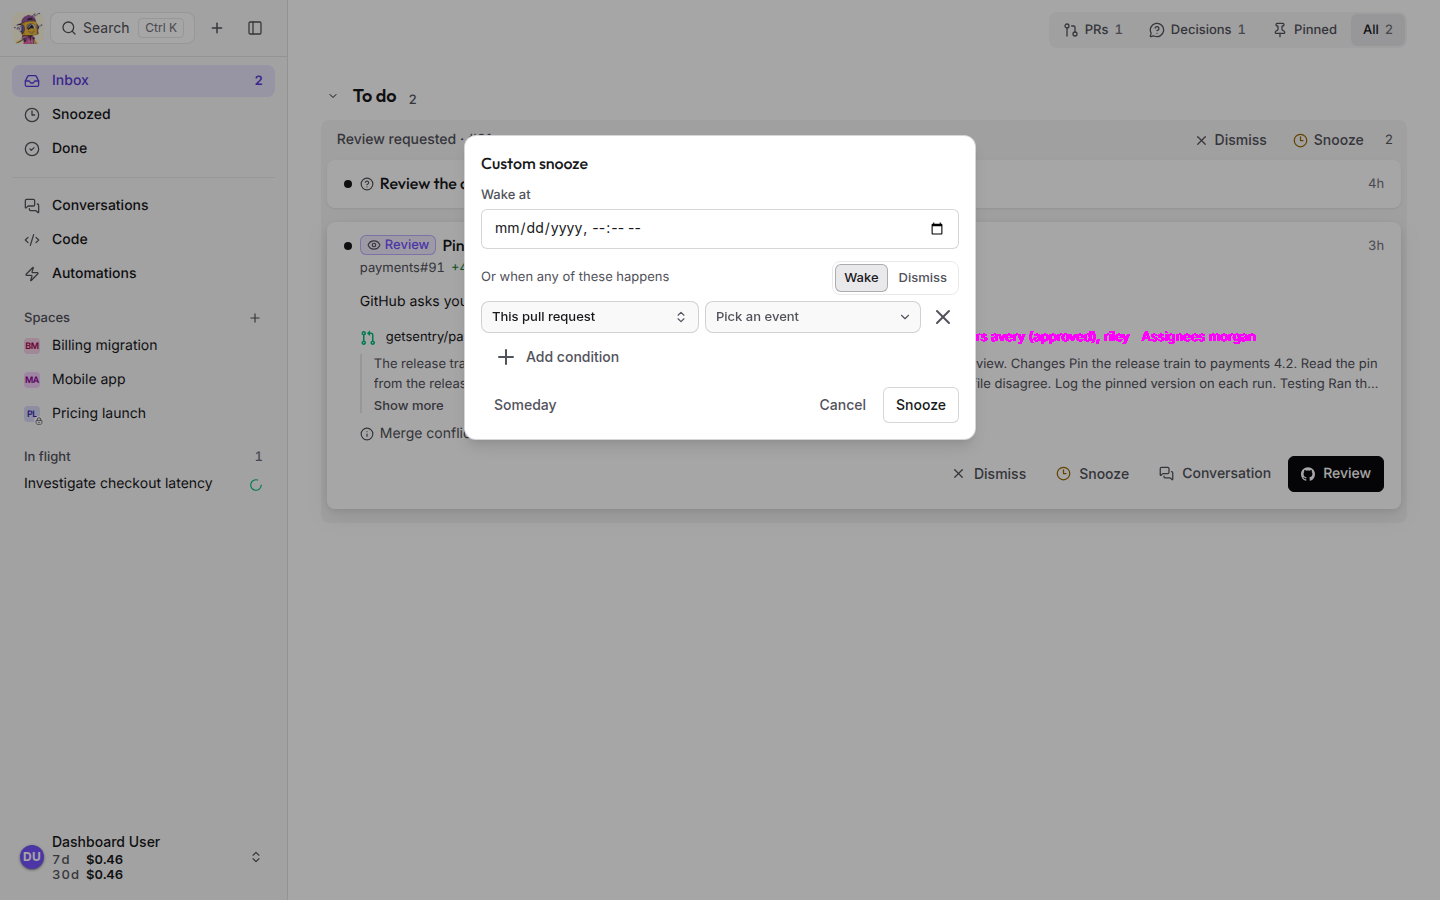 Search Ctrl K
PRs 1 Decisions 1 Pinned All 2
Inbox 2
Snoozed
Done
Conversations
Code
Automations
Spaces
BM Billing migration
MA Mobile app
PL Pricing launch
In flight 1
Investigate checkout latency
Dashboard User
DU
7d $0.46
30d $0.46
To do 2
Review requested ·
Dismiss Snooze 2
Review the
4h
Review Pin
3h
payments#91
GitHub asks you
getsentry/pa
avery (approved), riley Assignees morgan
The release tra
view. Changes Pin the release train to payments 4.2. Read the pin
from the releas
file disagree. Log the pinned version on each run. Testing Ran th...
Show more
Merge conflic
Dismiss Snooze Conversation Review
Custom snooze
Wake at
mm/dd/yyyy, --:-- --
Or when any of these happens Wake Dismiss
This pull request Pick an event
Add condition
Someday Cancel Snooze